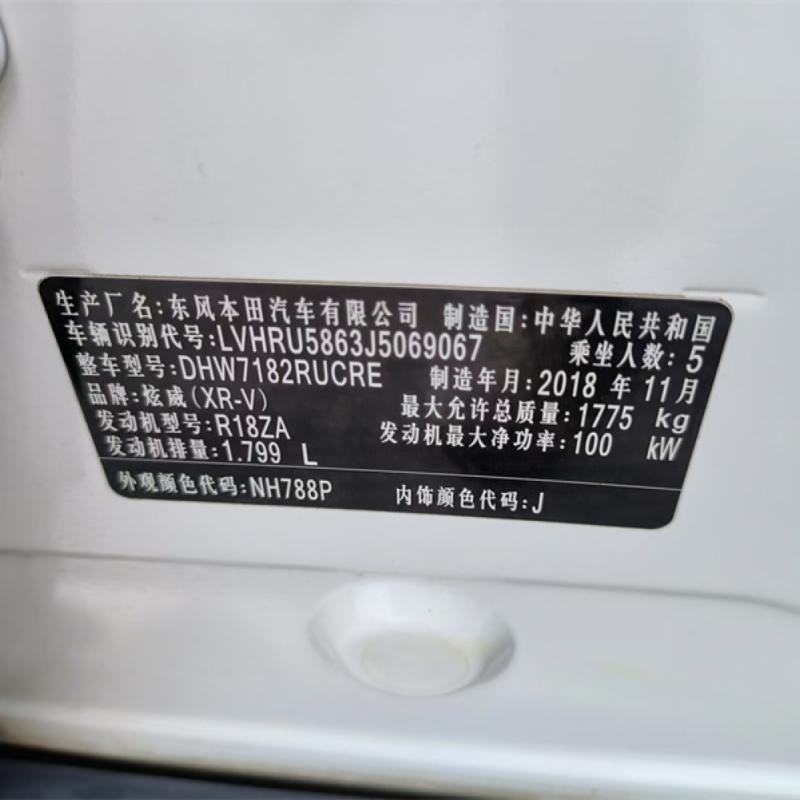 生产厂名:东风本田汽车有限公司 制造国:中华人民共和国
车辆识别代号:LVHRU5863J5069067 乘坐人数:5
整车型号:DHW7182RUCRE 制造年月:2018 年 11月
品牌:炫威(XR-V) 最大允许总质量:1775 kg
发动机型号:R18ZA 发动机最大净功率:100 kW
发动机排量:1.799 L
外观颜色代码:NH788P 内饰颜色代码:J